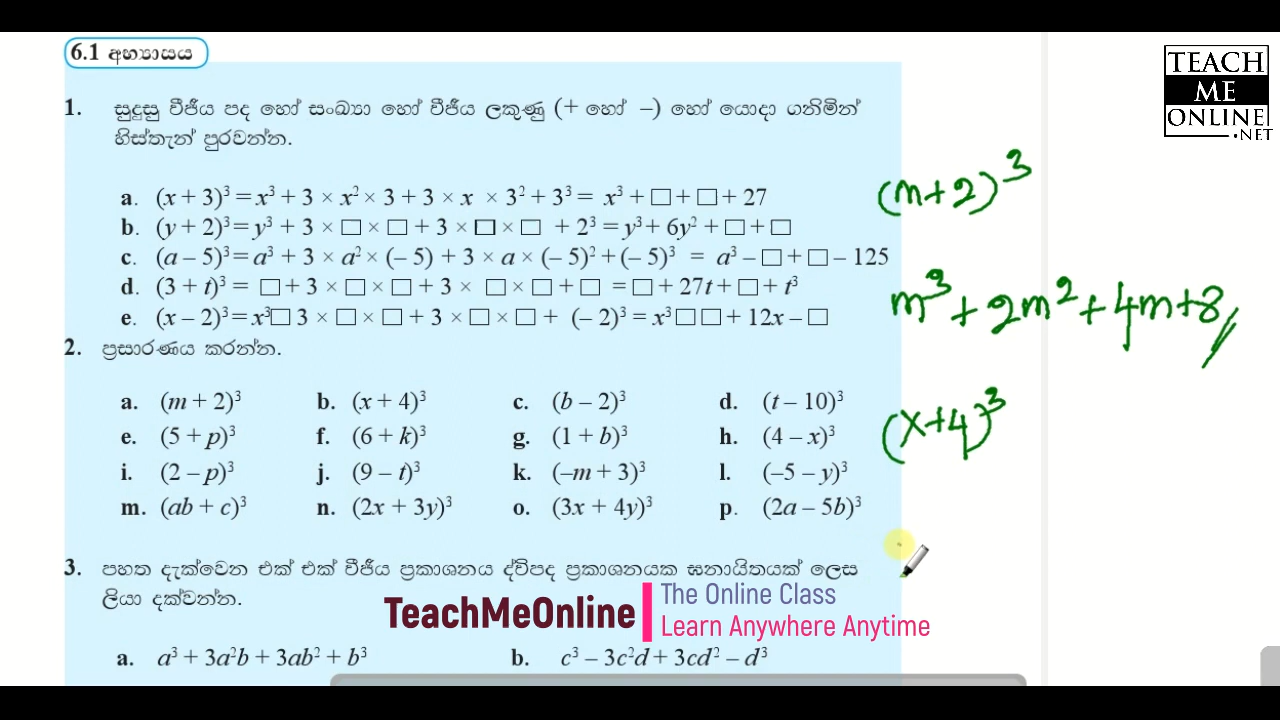 6.1 අභ්‍යාසය
TEACH
ME
ONLINE
.NET
1. සුදුසු වීජීය පද හෝ සංඛ්‍යා හෝ වීජීය ලකුණු (+ හෝ –) හෝ යොදා ගනිමින්
හිස්තැන් පුරවන්න.
a. (x + 3)³ = x³ + 3 × x² × 3 + 3 × x × 3² + 3³ = x³ + □ + □ + 27
b. (y + 2)³ = y³ + 3 × □ × □ + 3 × □ × □ + 2³ = y³ + 6y² + □ + □
c. (a – 5)³ = a³ + 3 × a² × (– 5) + 3 × a × (– 5)² + (– 5)³ = a³ – □ + □ – 125
d. (3 + t)³ = □ + 3 × □ × □ + 3 × □ × □ + □ = □ + 27t + □ + t³
e. (x – 2)³ = x³ □ 3 × □ × □ + 3 × □ × □ + (– 2)³ = x³ □ □ + 12x – □
2. ප්‍රසාරණය කරන්න.
a. (m + 2)³ b. (x + 4)³ c. (b – 2)³ d. (t – 10)³
e. (5 + p)³ f. (6 + k)³ g. (1 + b)³ h. (4 – x)³
i. (2 – p)³ j. (9 – t)³ k. (–m + 3)³ l. (–5 – y)³
m. (ab + c)³ n. (2x + 3y)³ o. (3x + 4y)³ p. (2a – 5b)³
3. පහත දැක්වෙන එක් එක් වීජීය ප්‍රකාශනය ද්විපද ප්‍රකාශනයක ඝනායිතයක් ලෙස
ලියා දක්වන්න.
a. a³ + 3a²b + 3ab² + b³ b. c³ – 3c²d + 3cd² – d³
(m+2)³
m³ + 2m² + 4m + 8
(x+4)³
TeachMeOnline
The Online Class
Learn Anywhere Anytime